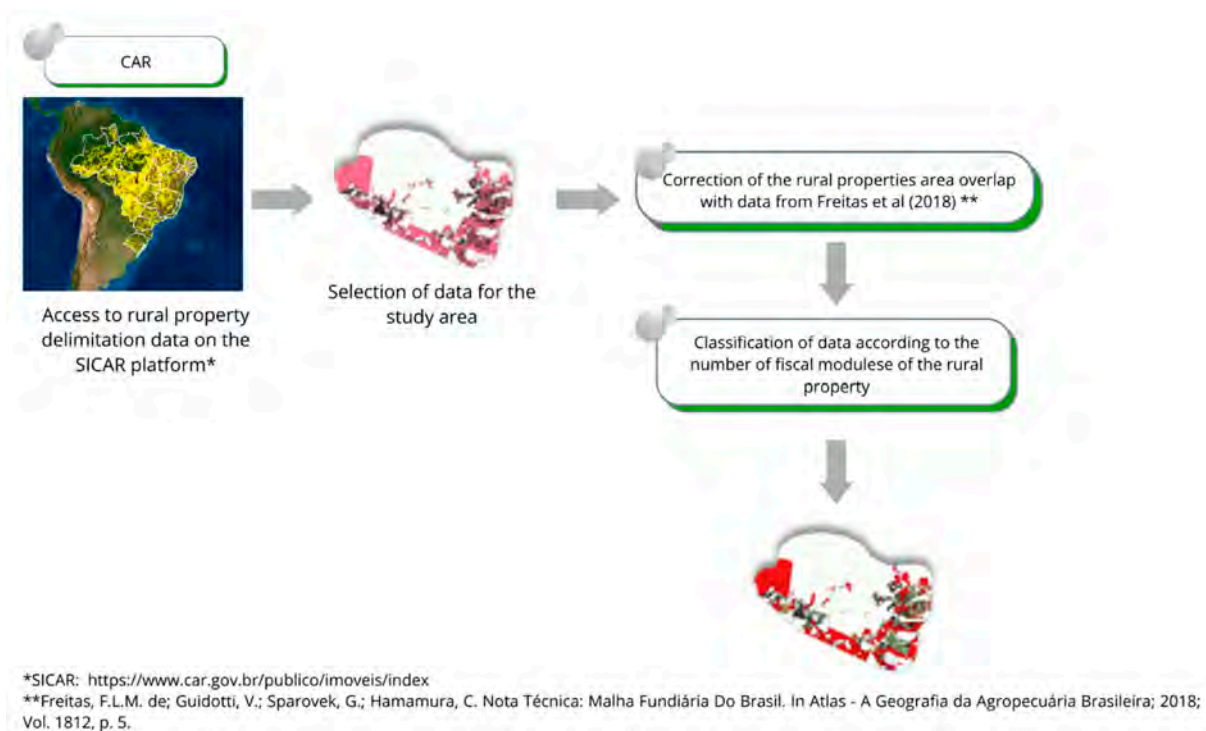 CAR
Access to rural property
delimitation data on the
SICAR platform*
Selection of data for the
study area
Correction of the rural properties area overlap
with data from Freitas et al (2018) **
Classification of data according to the
number of fiscal modulese of the rural
property
*SICAR: https://www.car.gov.br/publico/imoveis/index
**Freitas, F.L.M. de; Guidotti, V.; Sparovek, G.; Hamamura, C. Nota Técnica: Malha Fundiária Do Brasil. In Atlas - A Geografia da Agropecuária Brasileira; 2018;
Vol. 1812, p. 5.